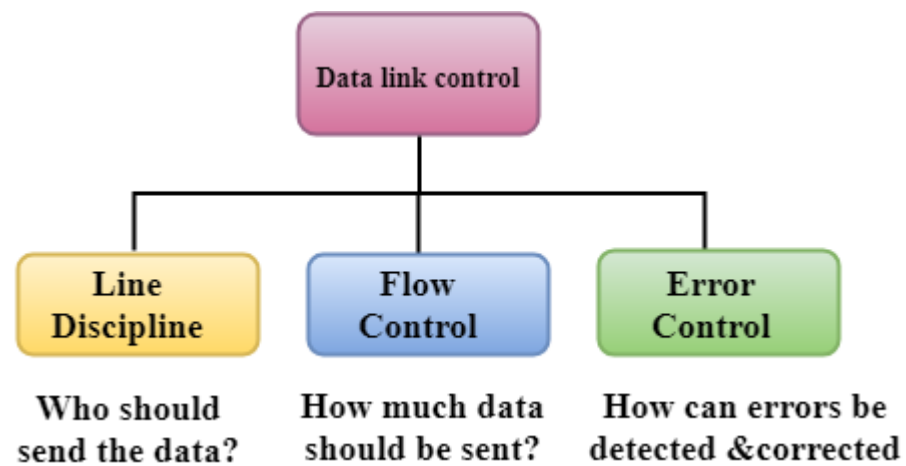 Data link control
Line
Discipline
Flow
Control
Error
Control
Who should
send the data?
How much data
should be sent?
How can errors be
detected &corrected